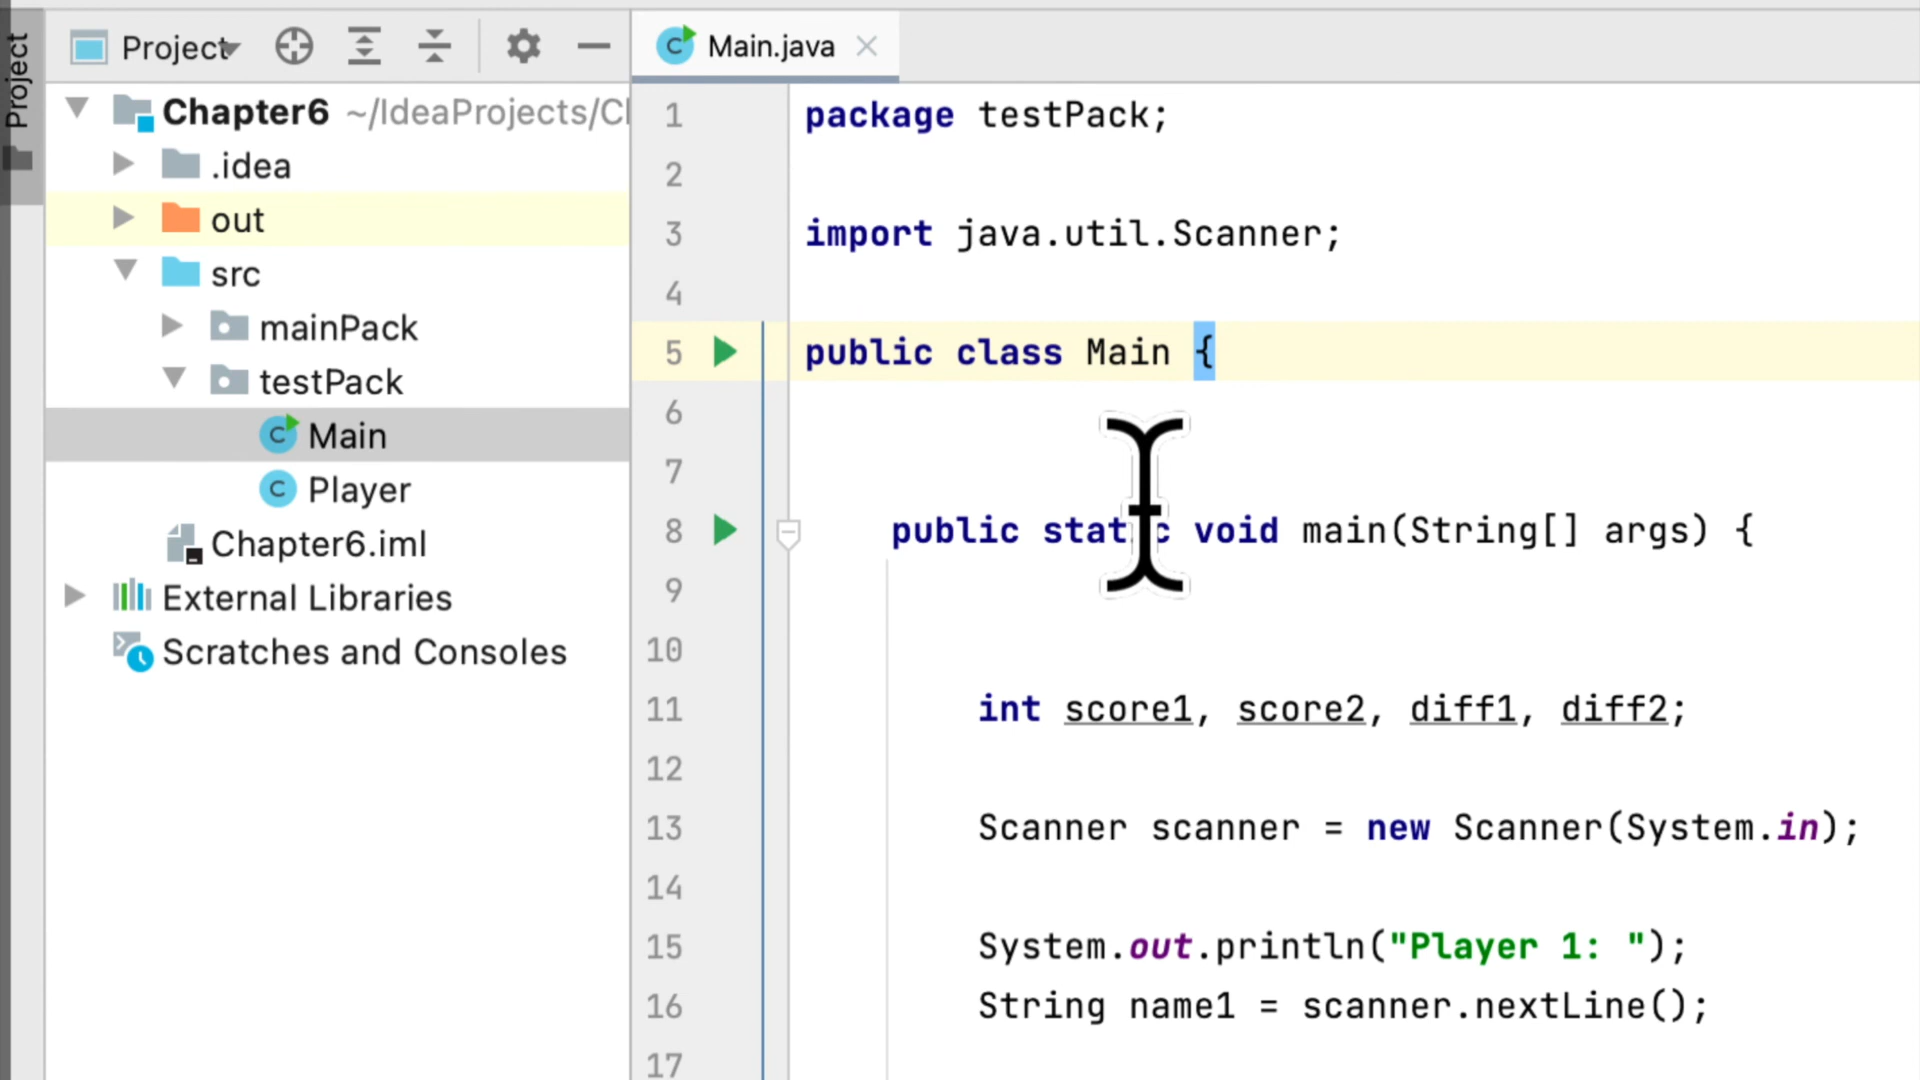 Project
Project
Main.java
Chapter6 ~/IdeaProjects/C
.idea
out
src
mainPack
testPack
Main
Player
Chapter6.iml
External Libraries
Scratches and Consoles
1 package testPack;
2
3 import java.util.Scanner;
4
5 public class Main {
6
7
8 public static void main(String[] args) {
9
10
11 int score1, score2, diff1, diff2;
12
13 Scanner scanner = new Scanner(System.in);
14
15 System.out.println("Player 1: ");
16 String name1 = scanner.nextLine();
17